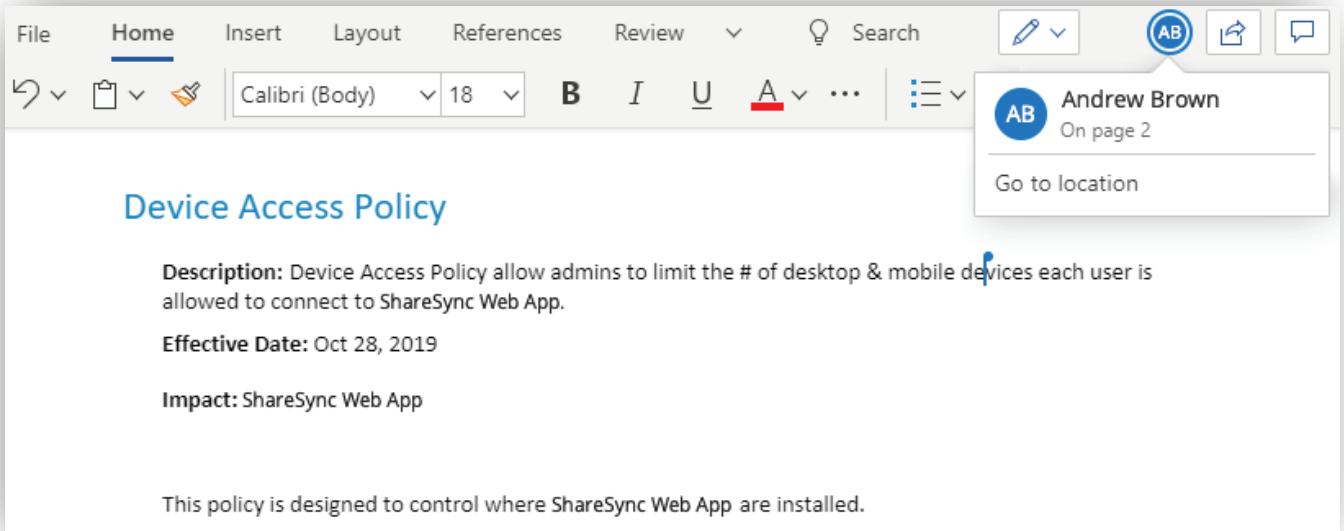 File Home Insert Layout References Review Search AB
Calibri (Body) 18 B I U A
AB Andrew Brown
On page 2
Go to location
Device Access Policy
Description: Device Access Policy allow admins to limit the # of desktop & mobile devices each user is
allowed to connect to ShareSync Web App.
Effective Date: Oct 28, 2019
Impact: ShareSync Web App
This policy is designed to control where ShareSync Web App are installed.